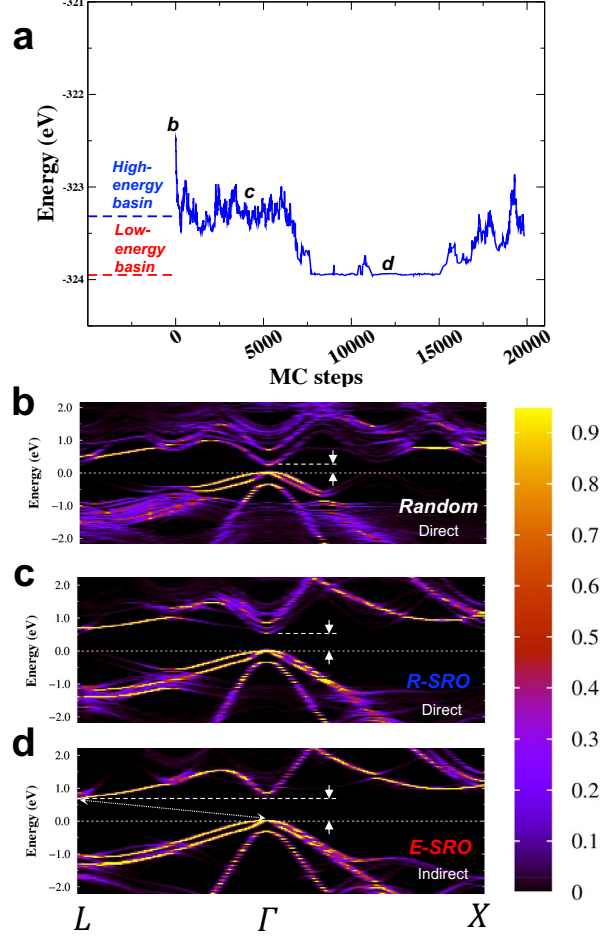 a
Energy (eV)
-321
-322
-323
-324
b
c
d
High-
energy
basin
Low-
energy
basin
0
5000
10000
15000
20000
MC steps
b
Energy (eV)
2.0
1.0
0.0
−1.0
−2.0
Random
Direct
c
Energy (eV)
2.0
1.0
0.0
−1.0
−2.0
R-SRO
Direct
d
Energy (eV)
2.0
1.0
0.0
−1.0
−2.0
E-SRO
Indirect
L
Γ
X
0.9
0.8
0.7
0.6
0.5
0.4
0.3
0.2
0.1
0